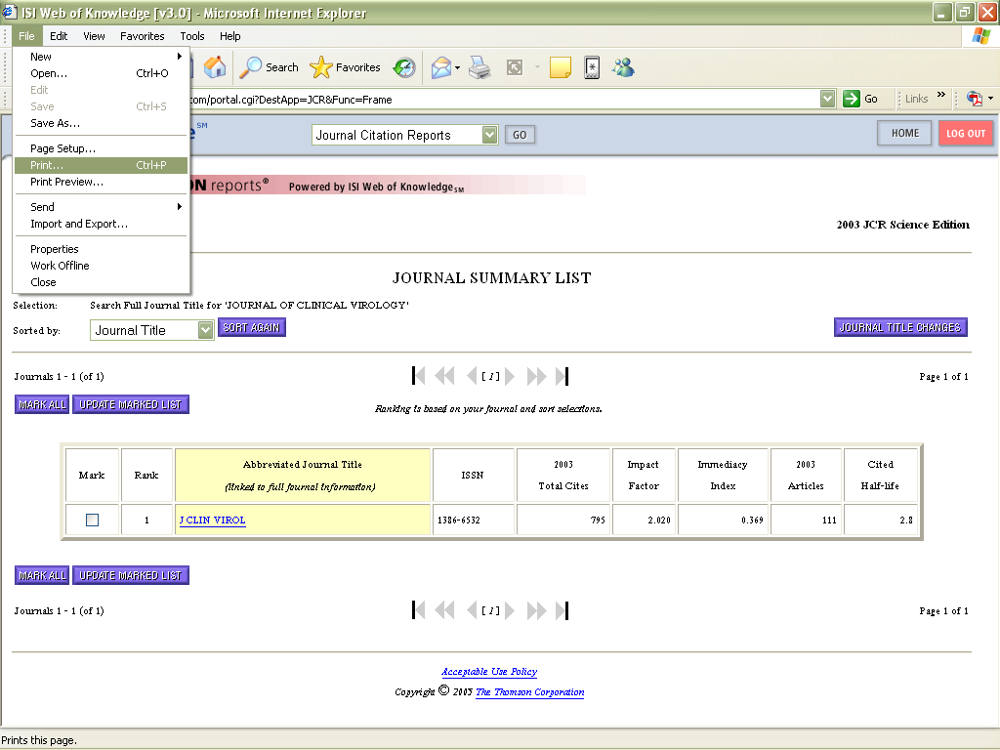 ISI Web of Knowledge [v3.0] - Microsoft Internet Explorer
File Edit View Favorites Tools Help
New
Open... Ctrl+O
Edit
Save Ctrl+S
Save As...
Page Setup...
Print... Ctrl+P
Print Preview...
Send
Import and Export...
Properties
Work Offline
Close
Search Favorites
com/portal.cgi?DestApp=JCR&Func=Frame Go Links »
e SM Journal Citation Reports GO HOME LOG OUT
ON reports® Powered by ISI Web of Knowledge SM
2003 JCR Science Edition
JOURNAL SUMMARY LIST
Selection: Search Full Journal Title for 'JOURNAL OF CLINICAL VIROLOGY'
Sorted by: Journal Title SORT AGAIN JOURNAL TITLE CHANGES
Journals 1 - 1 (of 1) [ 1 ] Page 1 of 1
MARK ALL UPDATE MARKED LIST Ranking is based on your journal and sort selections.
Mark Rank Abbreviated Journal Title (linked to full journal information) ISSN 2003 Total Cites Impact Factor Immediacy Index 2003 Articles Cited Half-life
1 J CLIN VIROL 1386-6532 795 2.020 0.369 111 2.8
MARK ALL UPDATE MARKED LIST
Journals 1 - 1 (of 1) [ 1 ] Page 1 of 1
Acceptable Use Policy
Copyright © 2005 The Thomson Corporation
Prints this page.